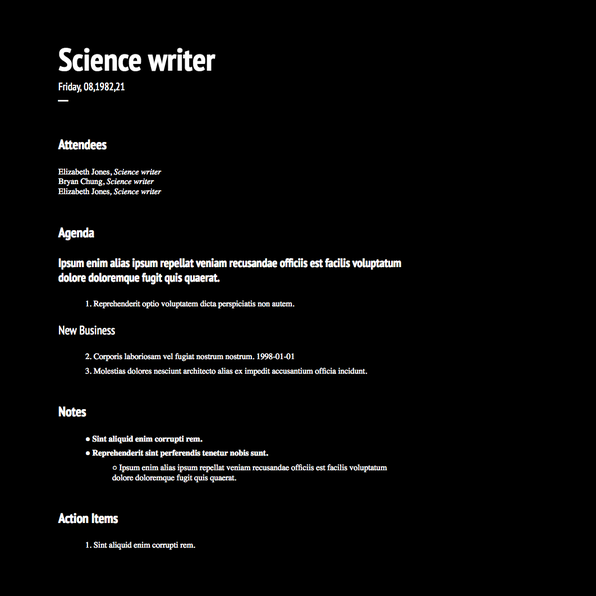 Science writer
Friday, 08,1982,21
Attendees
Elizabeth Jones, Science writer
Bryan Chung, Science writer
Elizabeth Jones, Science writer
Agenda
Ipsum enim alias ipsum repellat veniam recusandae officiis est facilis voluptatum
dolore doloremque fugit quis quaerat.
1. Reprehenderit optio voluptatem dicta perspiciatis non autem.
New Business
2. Corporis laboriosam vel fugiat nostrum nostrum. 1998-01-01
3. Molestias dolores nesciunt architecto alias ex impedit accusantium officia incidunt.
Notes
● Sint aliquid enim corrupti rem.
● Reprehenderit sint perferendis tenetur nobis sunt.
○ Ipsum enim alias ipsum repellat veniam recusandae officiis est facilis voluptatum
dolore doloremque fugit quis quaerat.
Action Items
1. Sint aliquid enim corrupti rem.